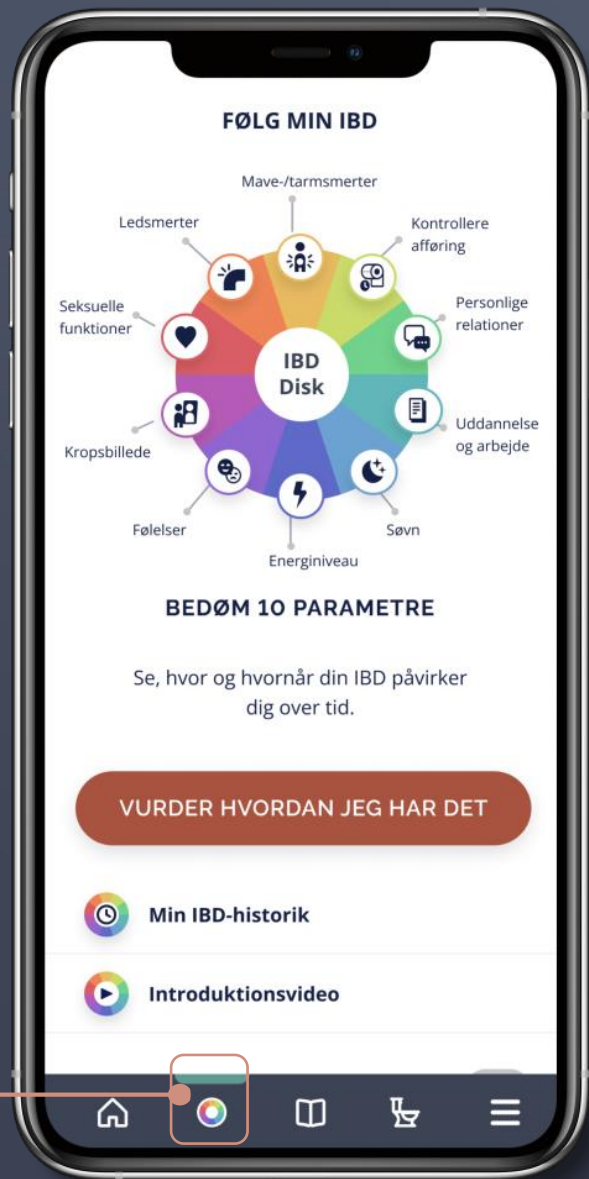 FØLG MIN IBD
Mave-/tarmsmerter
Ledsmerter
Kontrollere
afføring
Seksuelle
funktioner
Personlige
relationer
IBD
Disk
Kropsbillede
Uddannelse
og arbejde
Følelser
Søvn
Energiniveau
BEDØM 10 PARAMETRE
Se, hvor og hvornår din IBD påvirker
dig over tid.
VURDER HVORDAN JEG HAR DET
Min IBD-historik
Introduktionsvideo